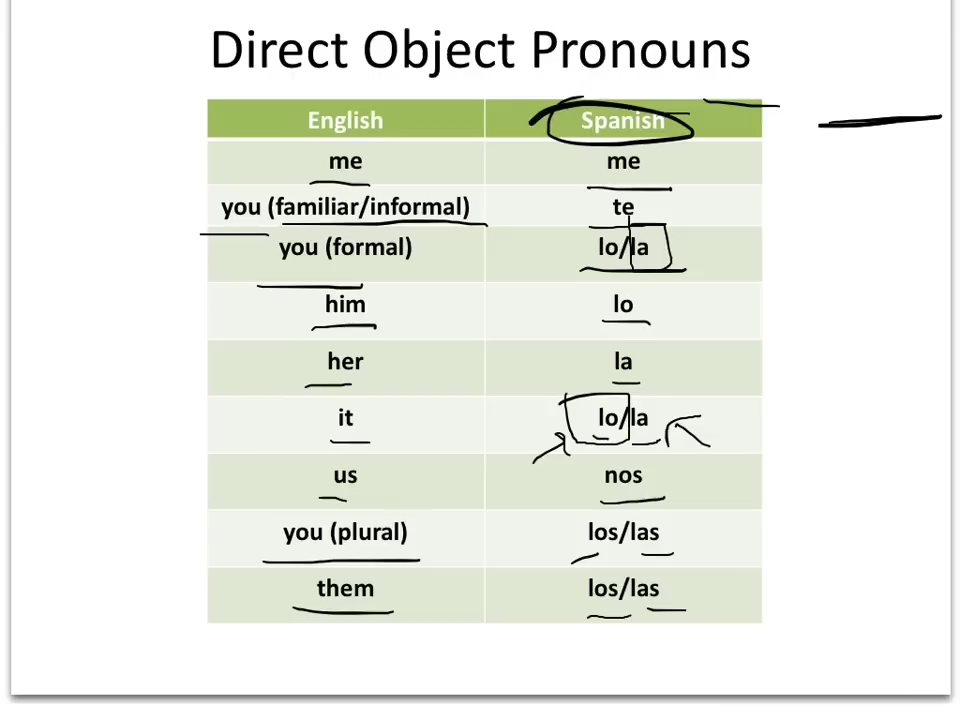 Direct Object Pronouns
English Spanish
me me
you (familiar/informal) te
you (formal) lo/la
him lo
her la
it lo/la
us nos
you (plural) los/las
them los/las